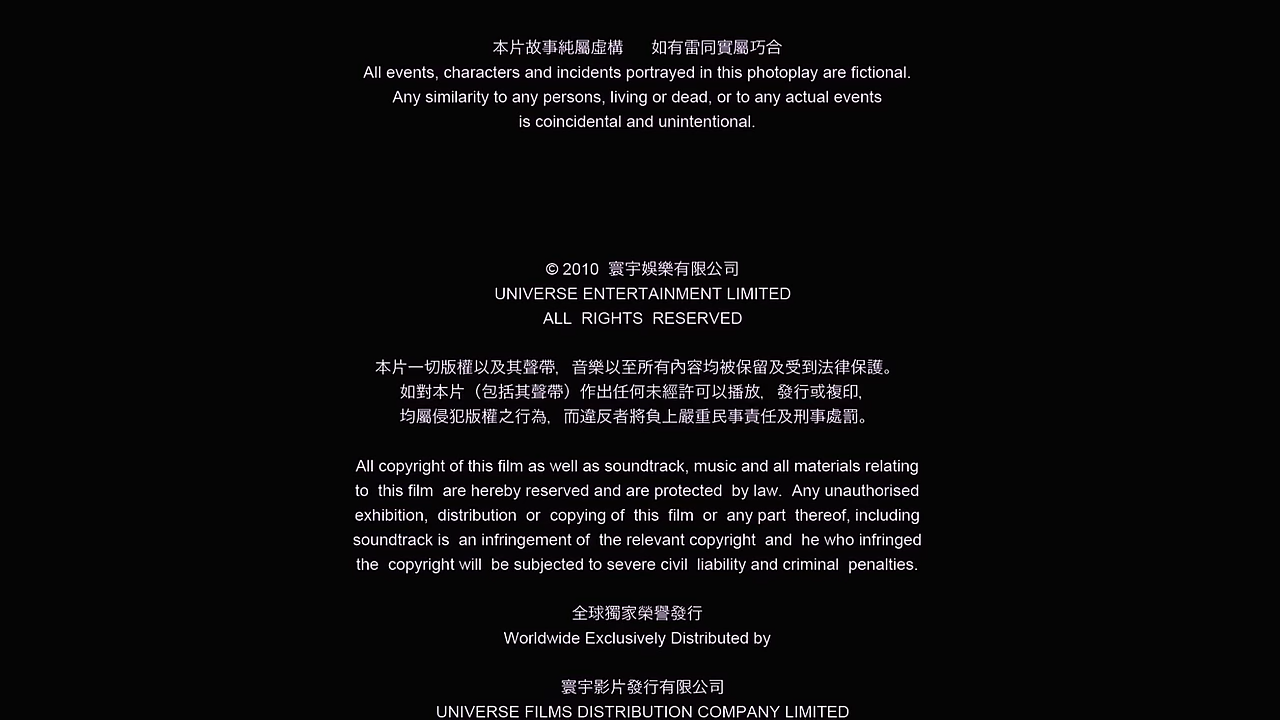 本片故事純屬虛構 如有雷同實屬巧合
All events, characters and incidents portrayed in this photoplay are fictional.
Any similarity to any persons, living or dead, or to any actual events
is coincidental and unintentional.
© 2010 寰宇娛樂有限公司
UNIVERSE ENTERTAINMENT LIMITED
ALL RIGHTS RESERVED
本片一切版權以及其聲帶，音樂以至所有內容均被保留及受到法律保護。
如對本片（包括其聲帶）作出任何未經許可以播放，發行或複印，
均屬侵犯版權之行為，而違反者將負上嚴重民事責任及刑事處罰。
All copyright of this film as well as soundtrack, music and all materials relating
to this film are hereby reserved and are protected by law. Any unauthorised
exhibition, distribution or copying of this film or any part thereof, including
soundtrack is an infringement of the relevant copyright and he who infringed
the copyright will be subjected to severe civil liability and criminal penalties.
全球獨家榮譽發行
Worldwide Exclusively Distributed by
寰宇影片發行有限公司
UNIVERSE FILMS DISTRIBUTION COMPANY LIMITED